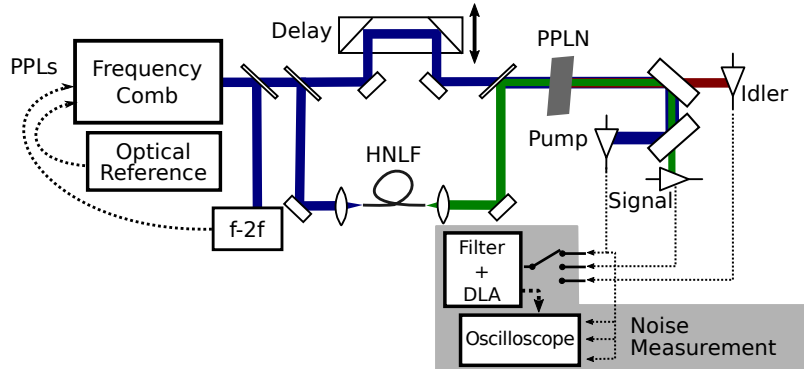 Delay
PPLs
Frequency
Comb
PPLN
Idler
Optical
Reference
HNLF
Pump
Signal
f-2f
Filter
+
DLA
Oscilloscope
Noise
Measurement